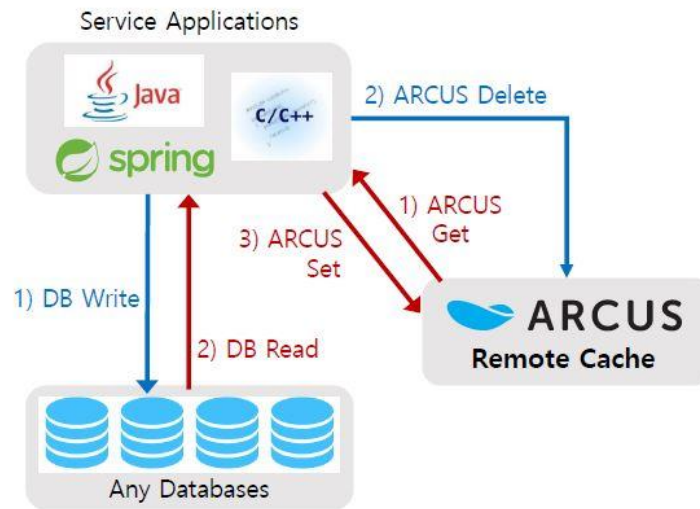 Service Applications
Java
C/C++
spring
2) ARCUS Delete
1) ARCUS
Get
3) ARCUS
Set
1) DB Write
2) DB Read
ARCUS
Remote Cache
Any Databases